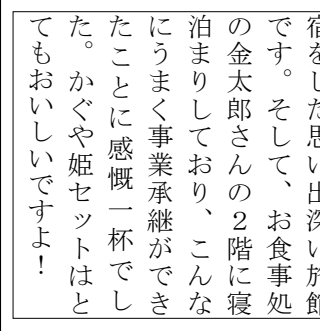 宿をした思い出深い旅館
です。そして、お食事処
の金太郎さんの2階に寝
泊まりしており、こんな
にうまく事業承継ができ
たことに感慨一杯でし
た。かぐや姫セットはと
てもおいしいですよ！